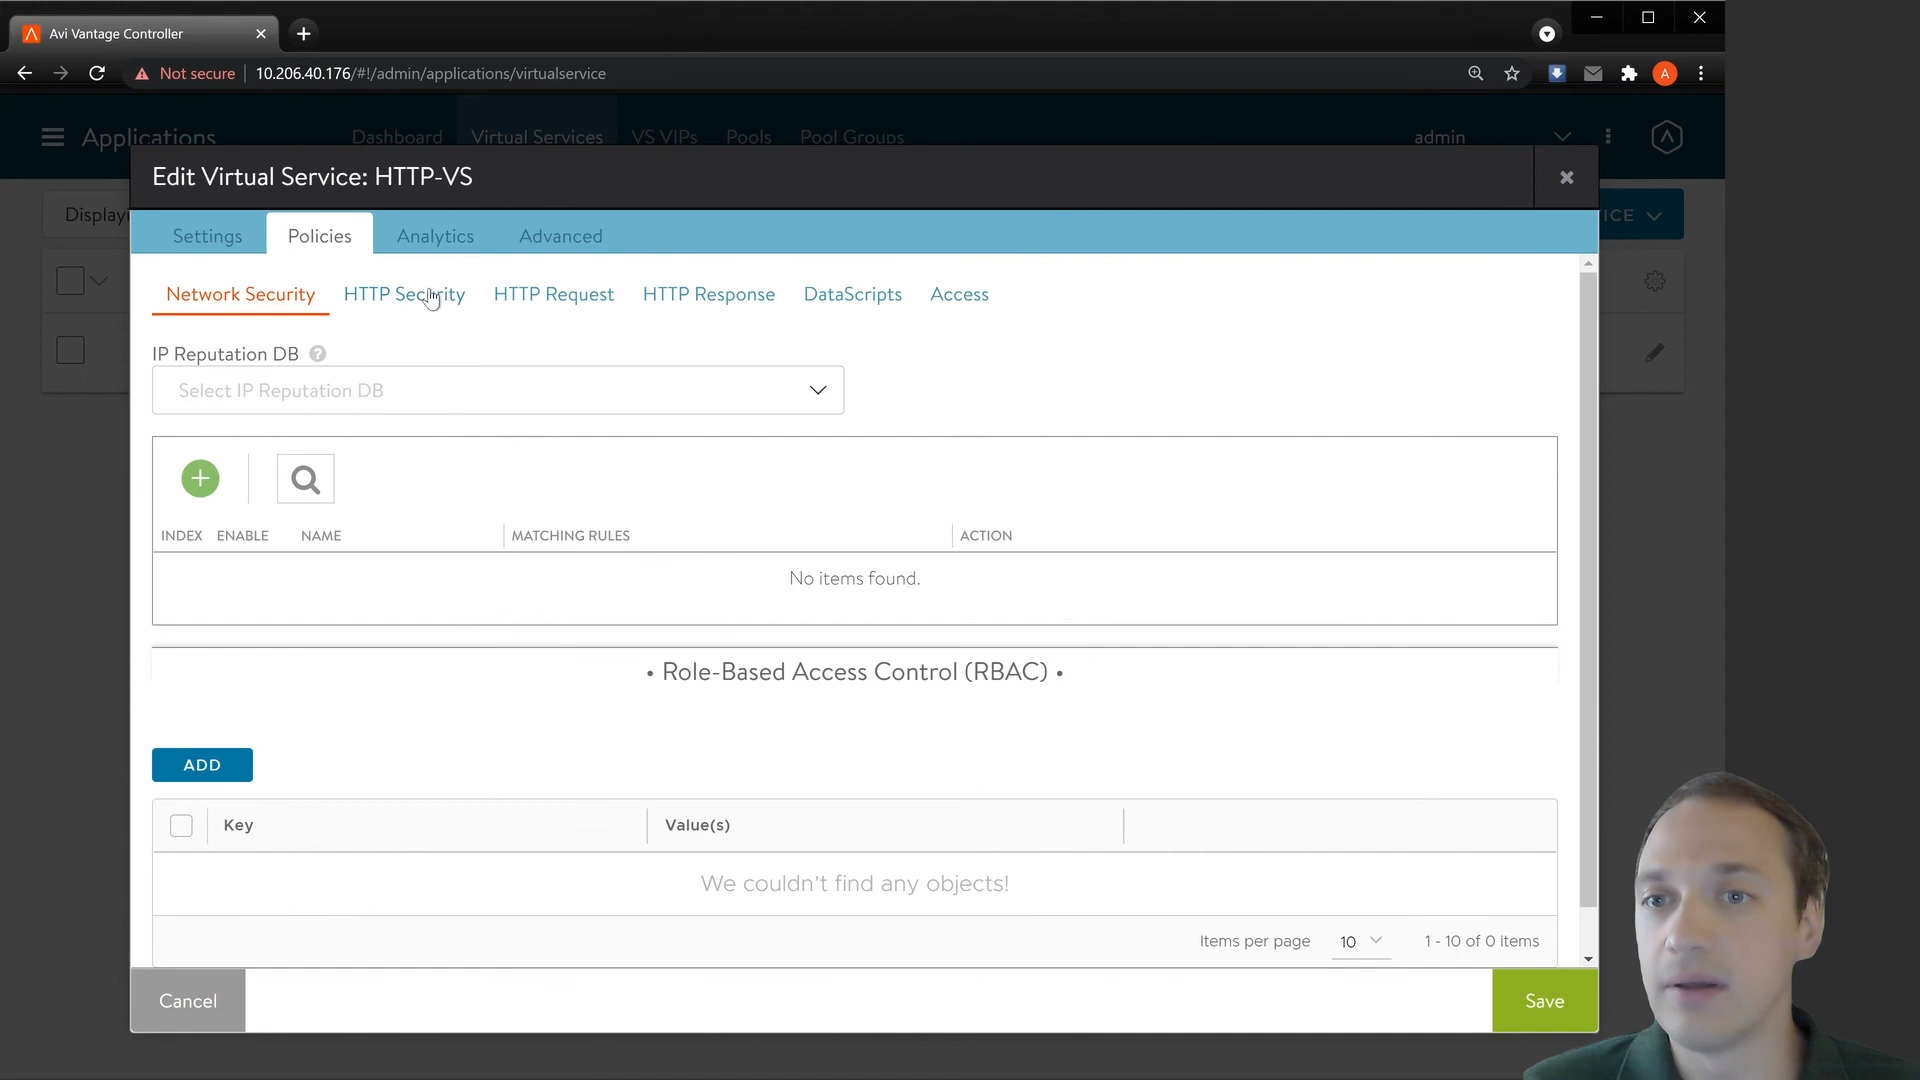 Avi Vantage Controller
Not secure 10.206.40.176/#!/admin/applications/virtualservice
A
Applications Dashboard Virtual Services VS VIPs Pools Pool Groups admin
Edit Virtual Service: HTTP-VS
Settings Policies Analytics Advanced
Network Security HTTP Security HTTP Request HTTP Response DataScripts Access
IP Reputation DB ?
Select IP Reputation DB
INDEX ENABLE NAME MATCHING RULES ACTION
No items found.
• Role-Based Access Control (RBAC) •
ADD
Key Value(s)
We couldn't find any objects!
Items per page 10 1 - 10 of 0 items
Cancel Save